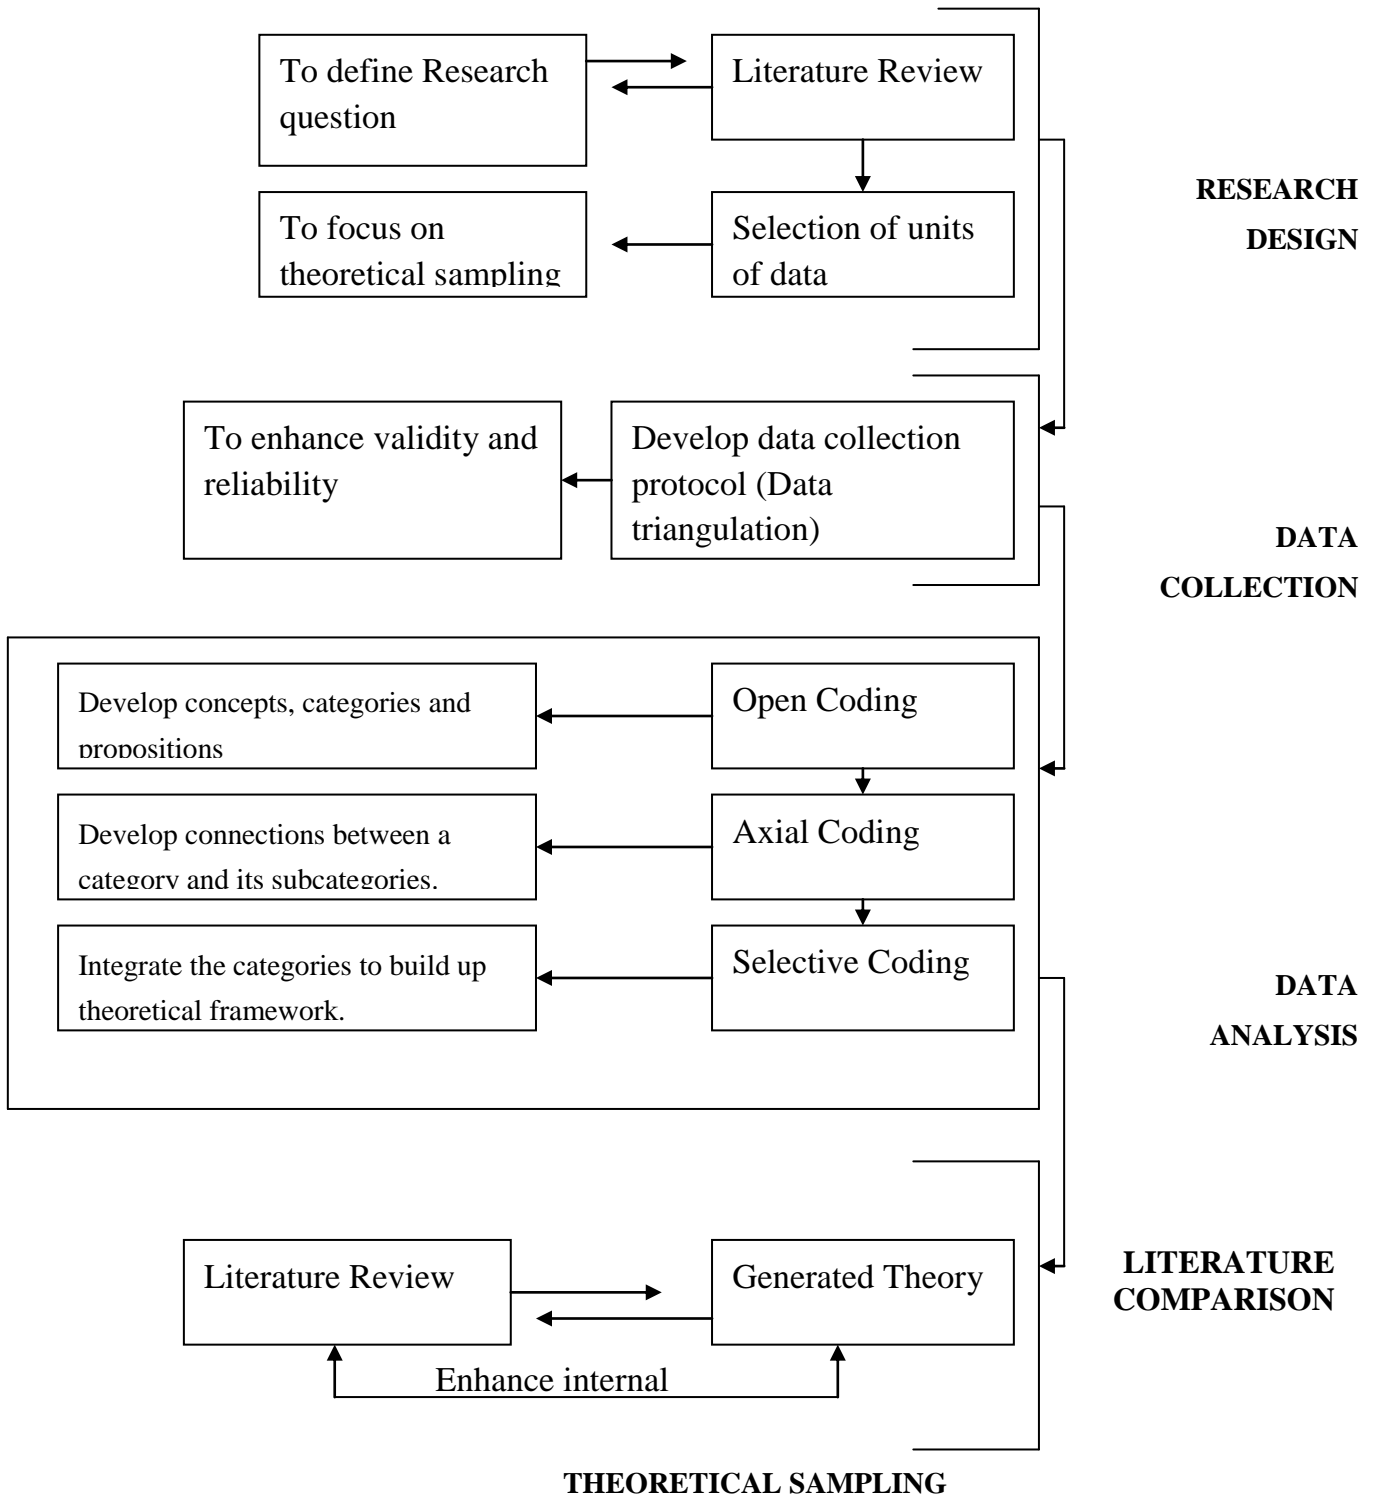 To define Research
question
Literature Review
To focus on
theoretical sampling
Selection of units
of data
RESEARCH
DESIGN
To enhance validity and
reliability
Develop data collection
protocol (Data
triangulation)
DATA
COLLECTION
Develop concepts, categories and
propositions
Open Coding
Develop connections between a
category and its subcategories.
Axial Coding
Integrate the categories to build up
theoretical framework.
Selective Coding
DATA
ANALYSIS
Literature Review
Generated Theory
LITERATURE
COMPARISON
Enhance internal
THEORETICAL SAMPLING